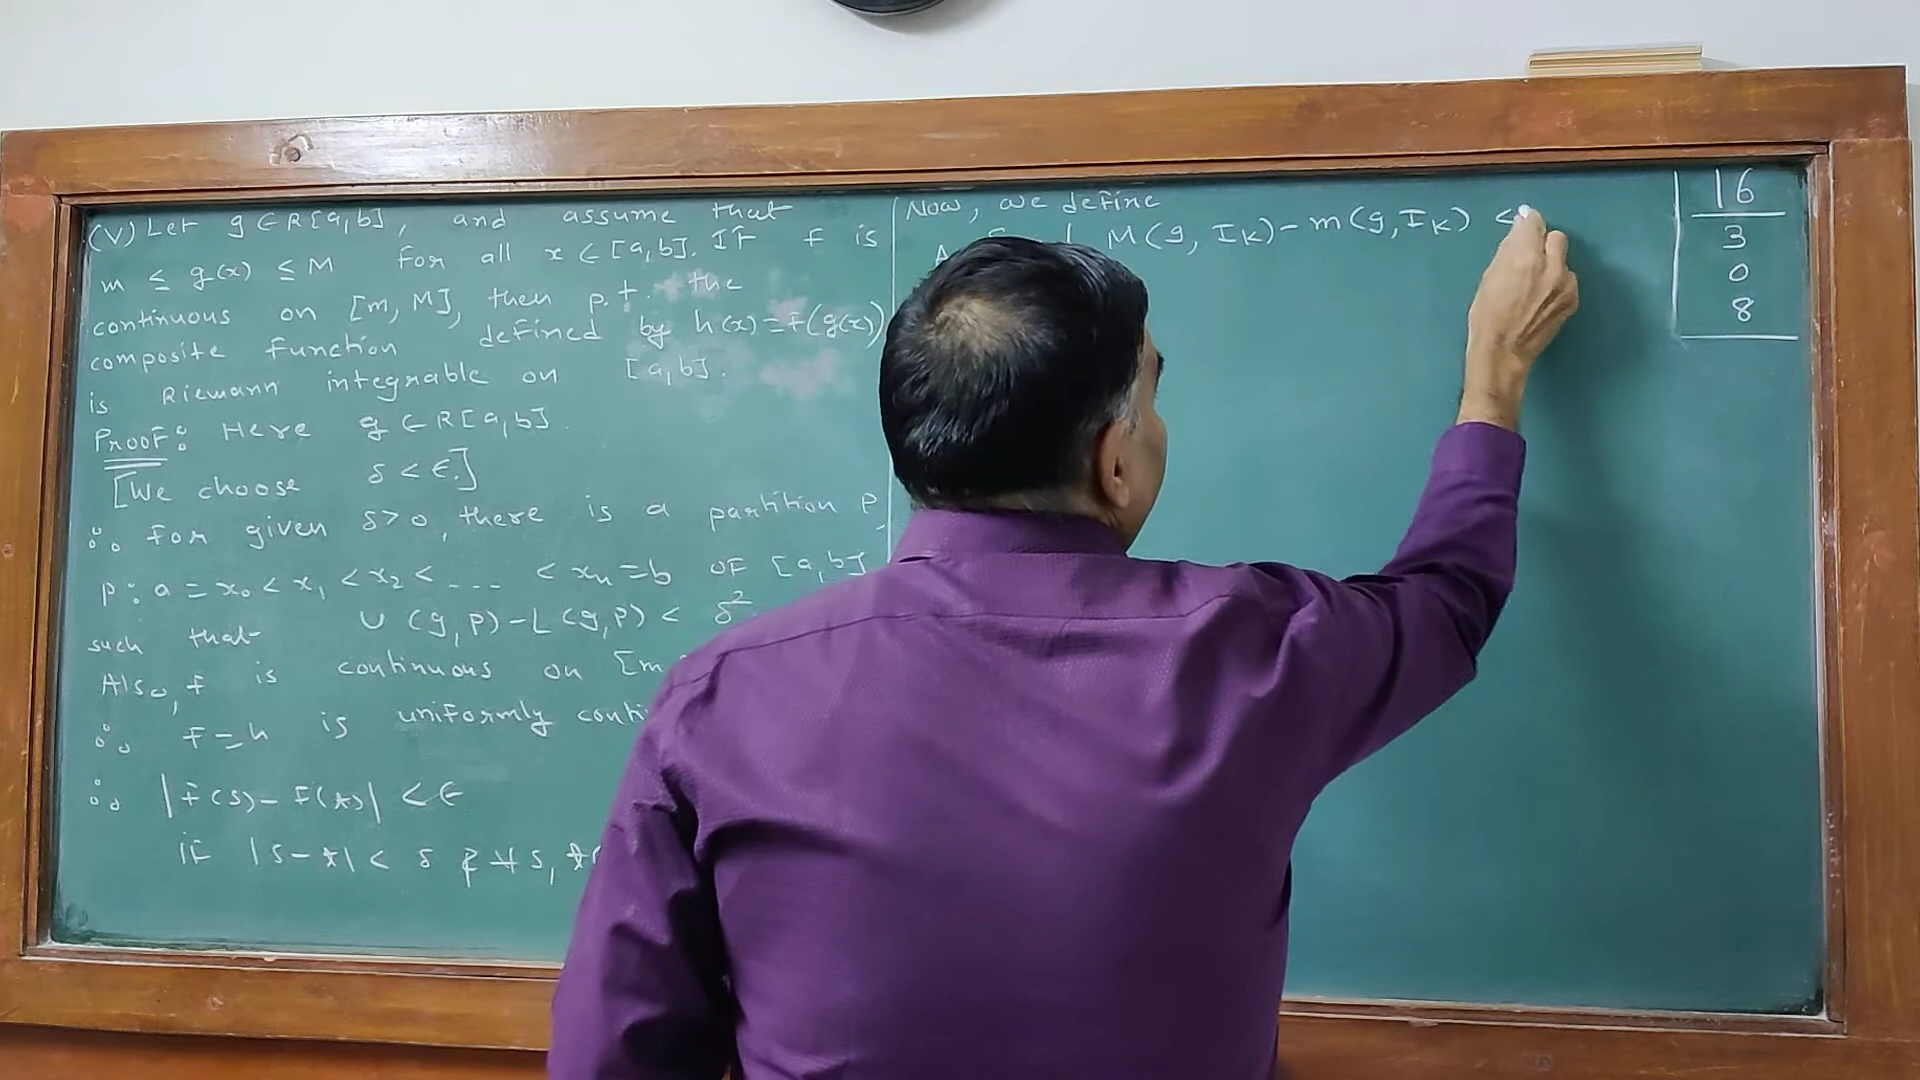 (V) Let g ∈ R[a,b], and assume that
m ≤ g(x) ≤ M for all x ∈ [a,b]. If f is
continuous on [m, M], then p.t. the
composite function defined by h(x) = f(g(x))
is Riemann integrable on [a,b].
Proof: Here g ∈ R[a,b].
[We choose δ < ϵ.]
∴ For given δ > 0, there is a partition P,
P : a = x₀ < x₁ < x₂ < ... < xₙ = b of [a,b]
such that U(g,P) - L(g,P) < δ²
Also, f is continuous on [m
∴ f = h is uniformly conti
∴ |f(s) - f(t)| < ϵ
if |s - t| < δ & ∀ s, t
Now, we define
A M(g, Iₖ) - m(g, Iₖ) <
16
3
0
8